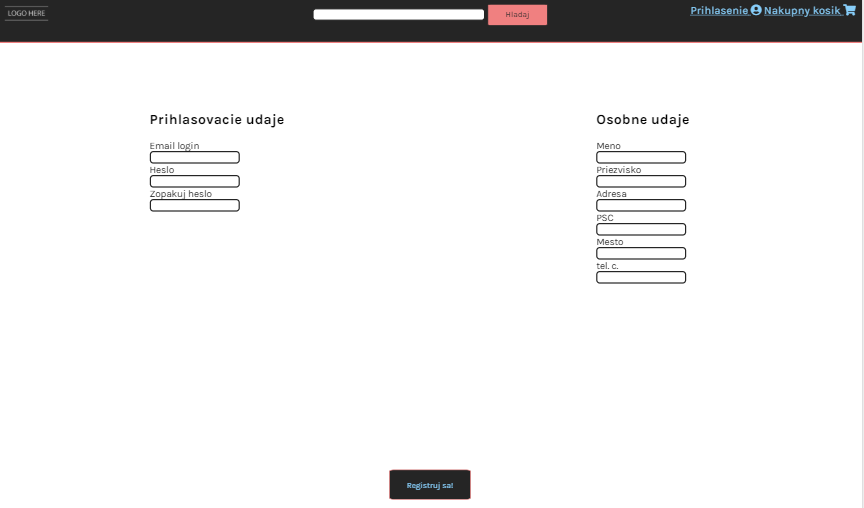 LOGO HERE
Hladaj
Prihlasenie Nakupny kosik
Prihlasovacie udaje
Email login
Heslo
Zopakuj heslo
Osobne udaje
Meno
Priezvisko
Adresa
PSC
Mesto
tel. c.
Registruj sa!